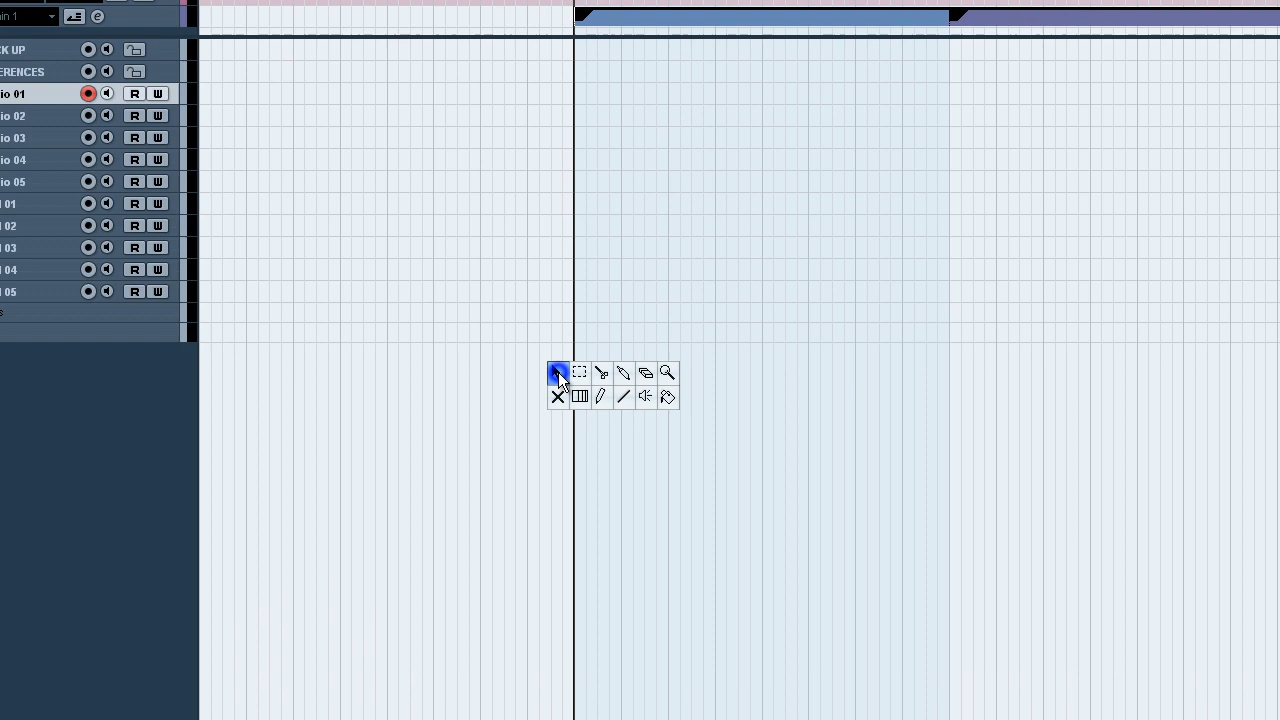 in 1
CK UP
ERENCES
io 01 R W
io 02 R W
io 03 R W
io 04 R W
io 05 R W
I 01 R W
I 02 R W
I 03 R W
I 04 R W
I 05 R W
s